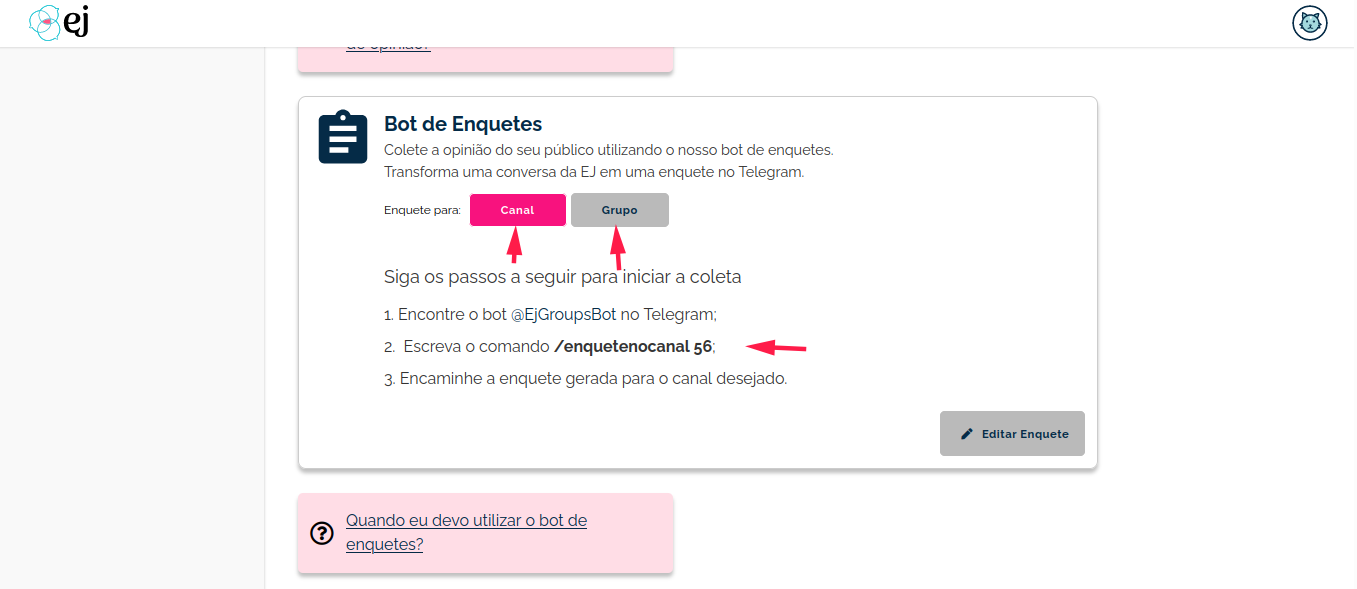 ej
de opinião?
Bot de Enquetes
Colete a opinião do seu público utilizando o nosso bot de enquetes.
Transforma uma conversa da EJ em uma enquete no Telegram.
Enquete para: Canal Grupo
Siga os passos a seguir para iniciar a coleta
1. Encontre o bot @EjGroupsBot no Telegram;
2. Escreva o comando /enquetenocanal 56;
3. Encaminhe a enquete gerada para o canal desejado.
Editar Enquete
Quando eu devo utilizar o bot de
enquetes?